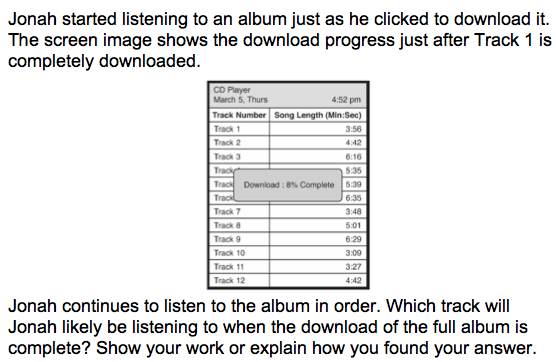 Jonah started listening to an album just as he clicked to download it.
The screen image shows the download progress just after Track 1 is
completely downloaded.
CD Player
March 5, Thurs 4:52 pm
Track Number Song Length (Min:Sec)
Track 1 3:56
Track 2 4:42
Track 3 6:16
Track 5:35
Track Download : 8% Complete 5:39
Track 6:35
Track 7 3:48
Track 8 5:01
Track 9 6:29
Track 10 3:09
Track 11 3:27
Track 12 4:42
Jonah continues to listen to the album in order. Which track will
Jonah likely be listening to when the download of the full album is
complete? Show your work or explain how you found your answer.